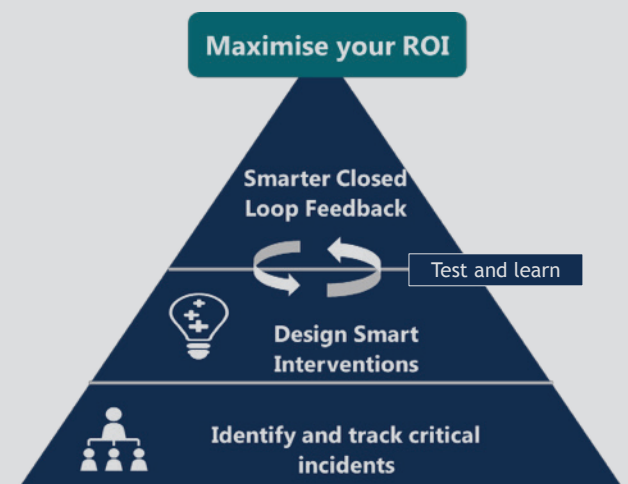 Maximise your ROI
Smarter Closed
Loop Feedback
Test and learn
Design Smart
Interventions
Identify and track critical
incidents